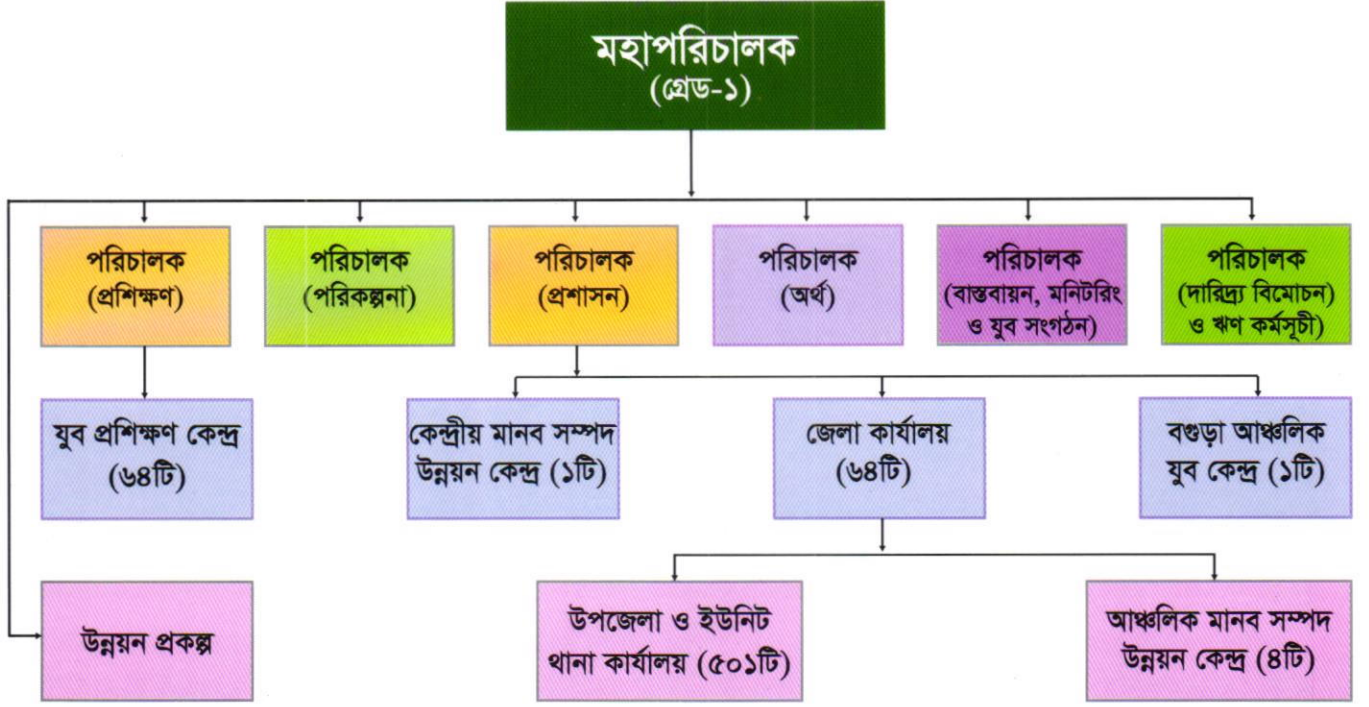 মহাপরিচালক
(গ্রেড-১)
পরিচালক
(প্রশিক্ষণ)
পরিচালক
(পরিকল্পনা)
পরিচালক
(প্রশাসন)
পরিচালক
(অর্থ)
পরিচালক
(বাস্তবায়ন, মনিটরিং
ও যুব সংগঠন)
পরিচালক
(দারিদ্র্য বিমোচন
ও ঋণ কর্মসূচী)
যুব প্রশিক্ষণ কেন্দ্র
(৬৪টি)
কেন্দ্রীয় মানব সম্পদ
উন্নয়ন কেন্দ্র (১টি)
জেলা কার্যালয়
(৬৪টি)
বগুড়া আঞ্চলিক
যুব কেন্দ্র (১টি)
উন্নয়ন প্রকল্প
উপজেলা ও ইউনিট
থানা কার্যালয় (৫০১টি)
আঞ্চলিক মানব সম্পদ
উন্নয়ন কেন্দ্র (৪টি)